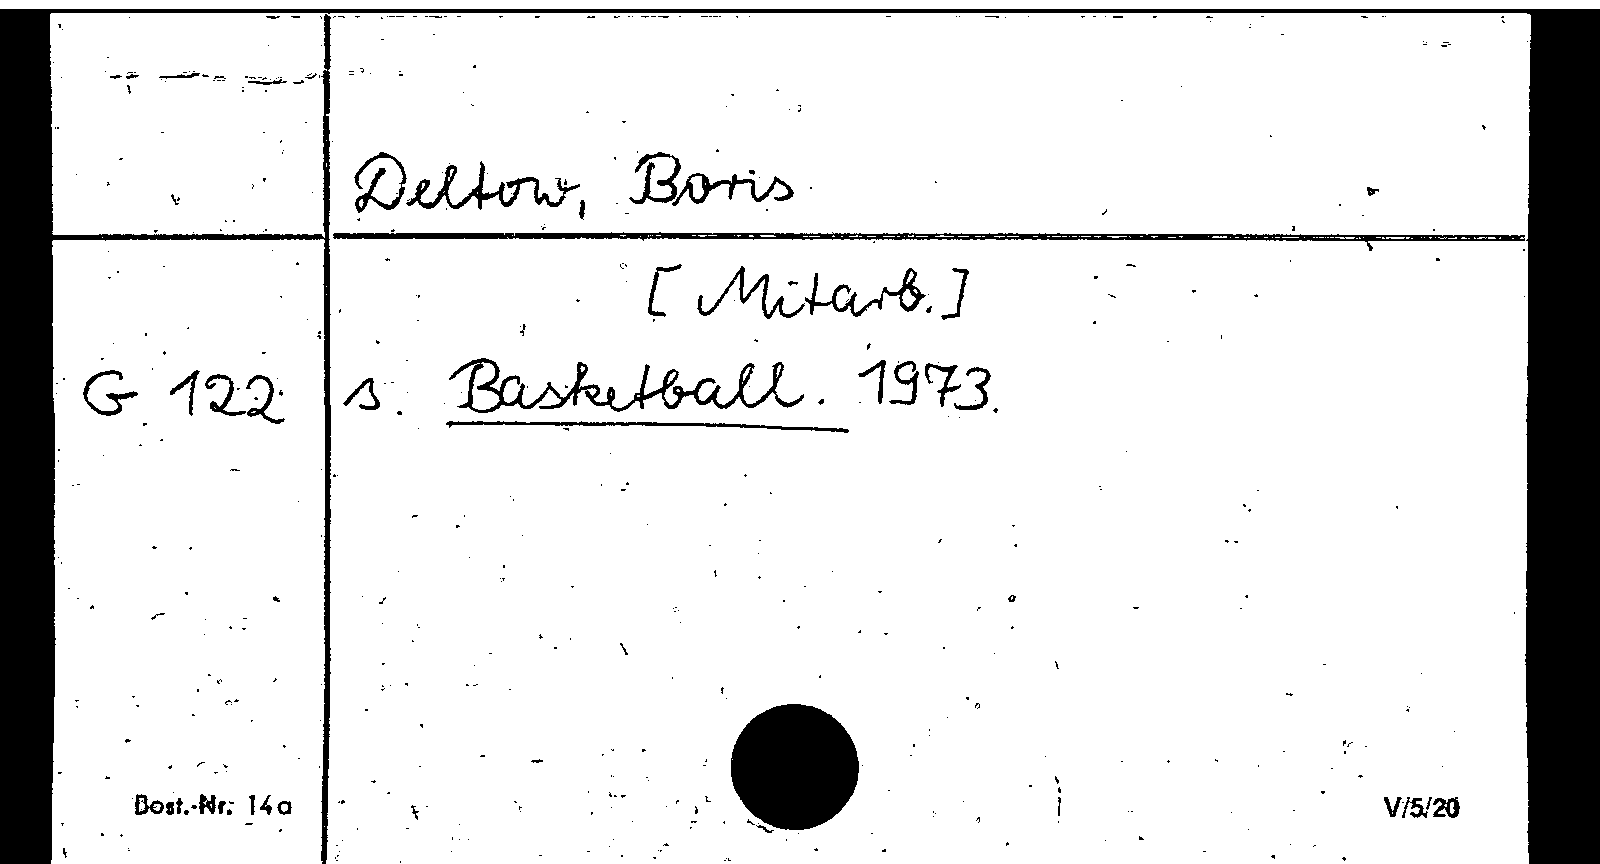 Deltow, Boris
[Mitarb.]
G 122 s. Basketball. 1973.
Best.-Nr. 14a V/5/20